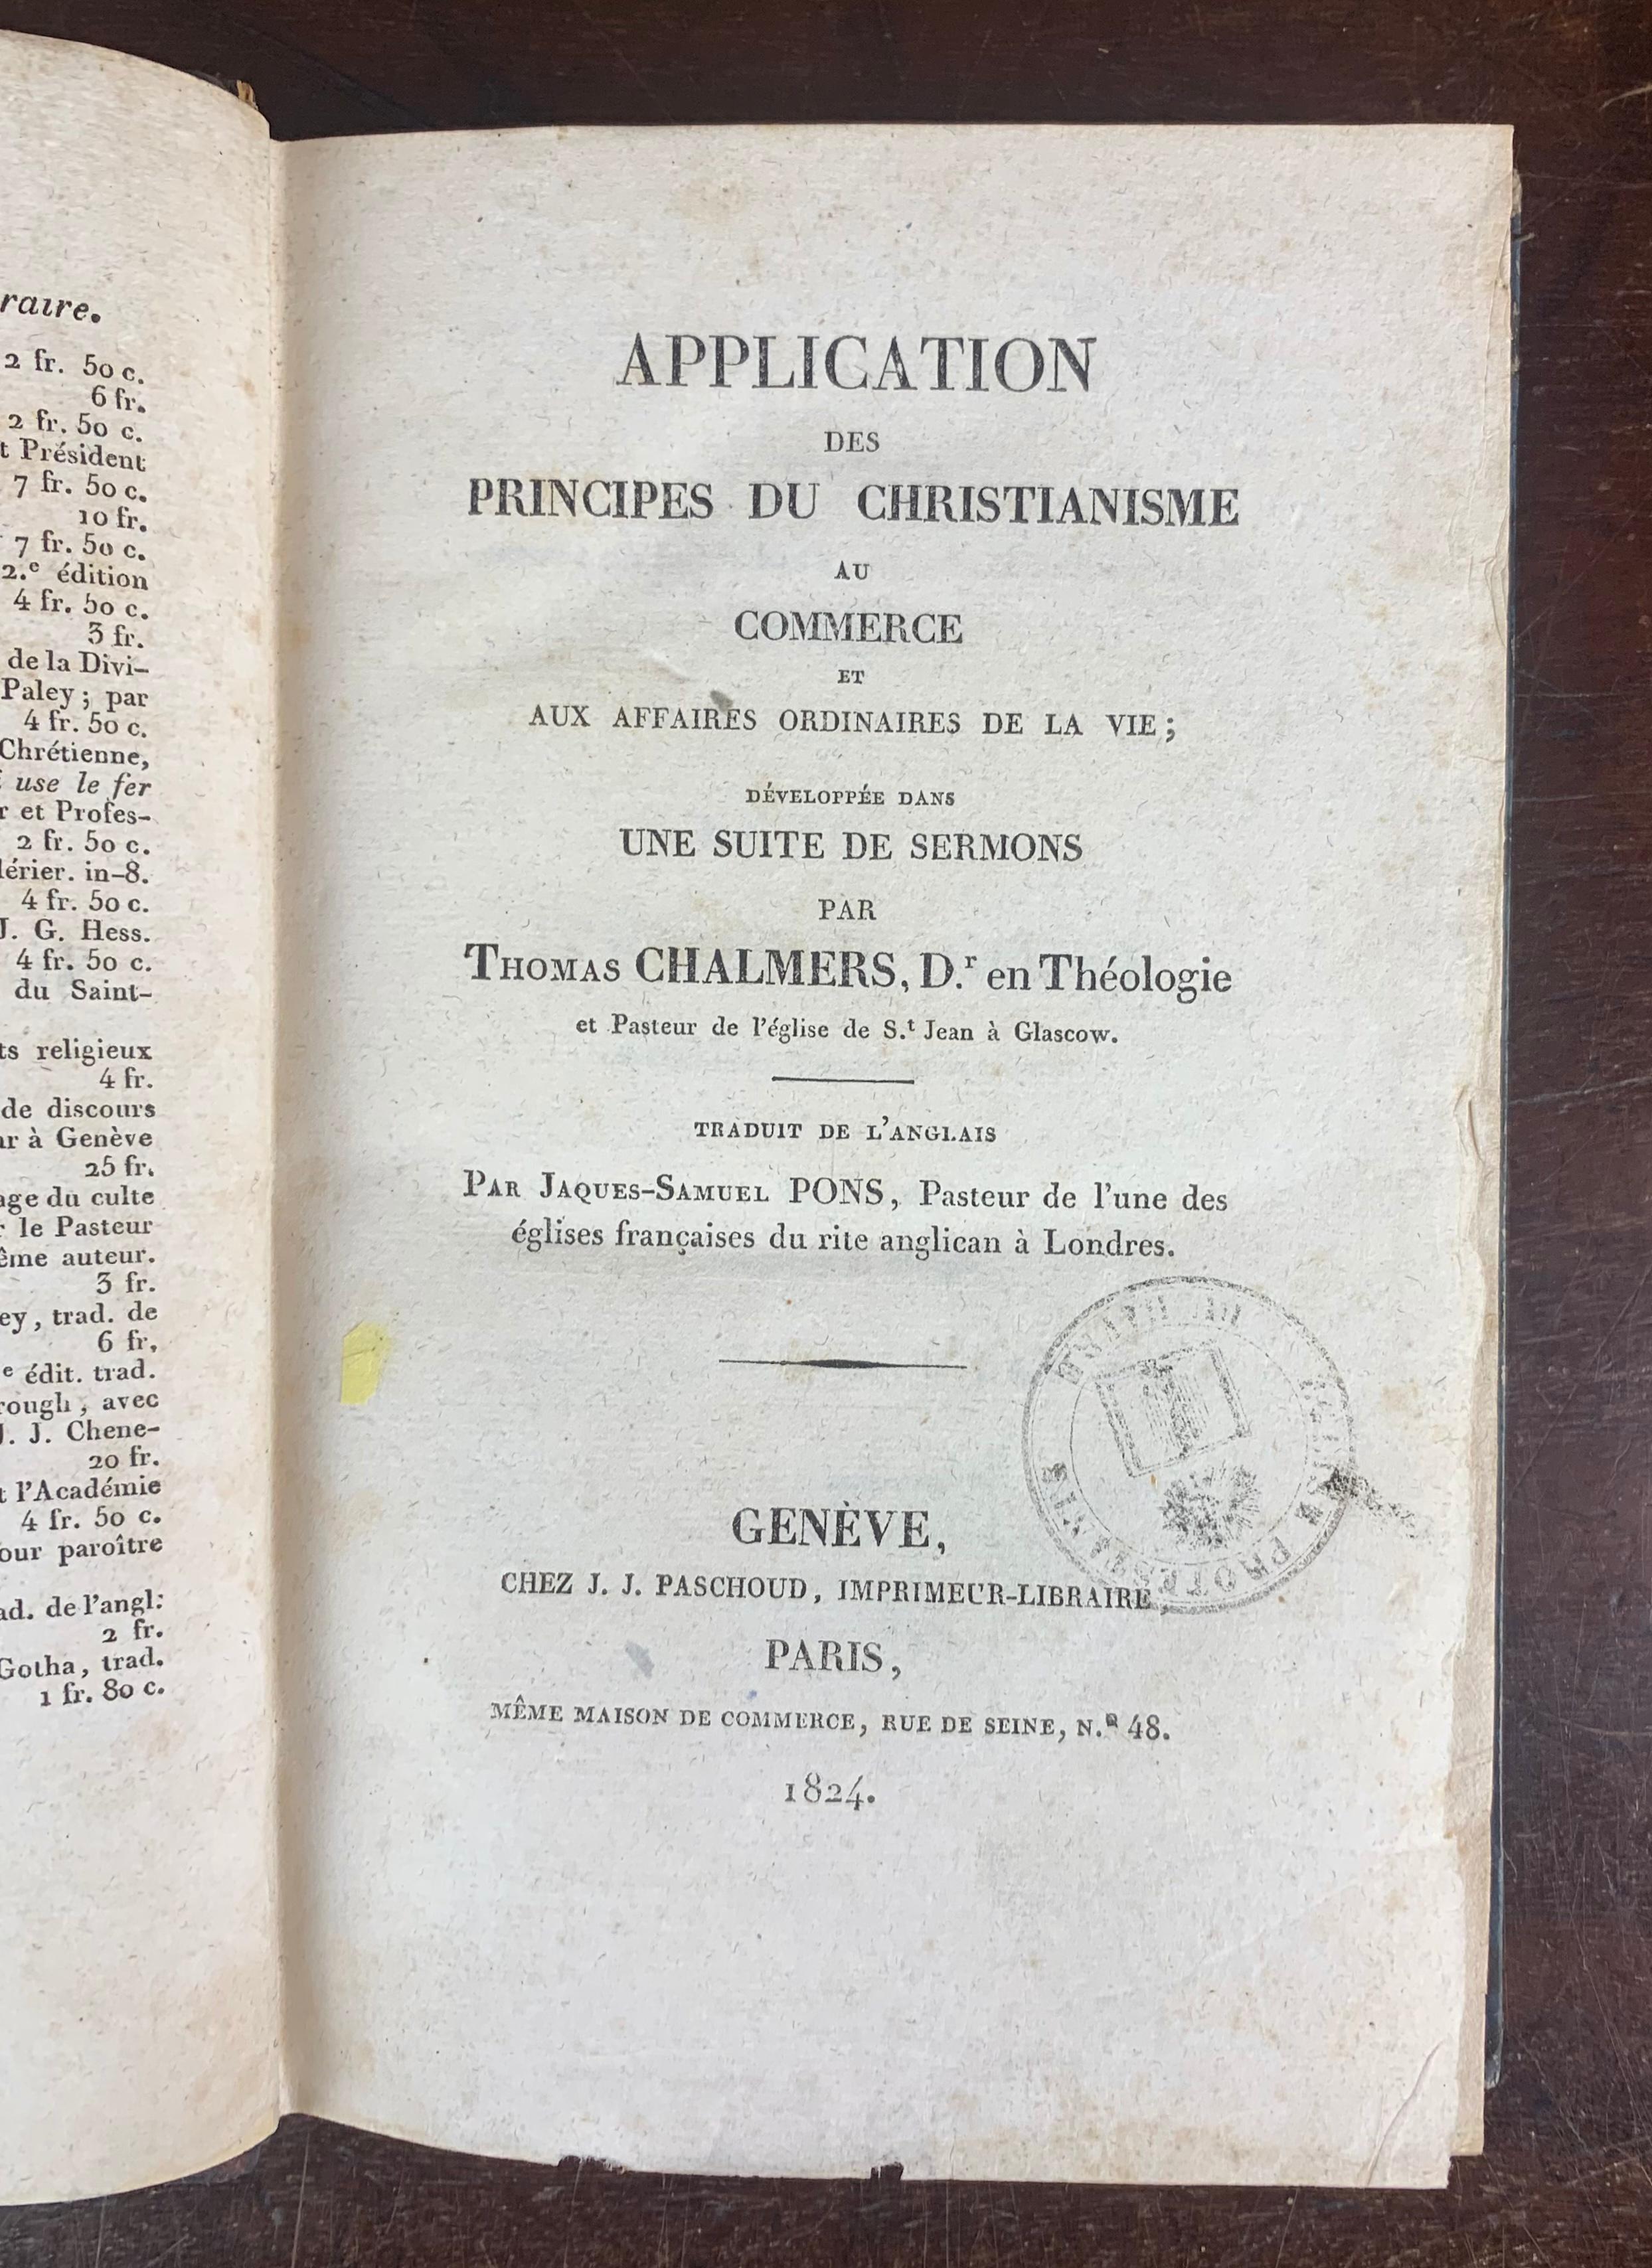 raire.
2 fr. 50 c.
6 fr.
2 fr. 50 c.
t Président
7 fr. 50 c.
10 fr.
7 fr. 50 c.
2.e édition
4 fr. 50 c.
3 fr.
de la Divi-
Paley ; par
4 fr. 50 c.
Chrétienne,
use le fer
r et Profes-
2 fr. 50 c.
lérier. in-8.
4 fr. 50 c.
J. G. Hess.
4 fr. 50 c.
du Saint-
ts religieux
4 fr.
de discours
ur à Genève
25 fr.
age du culte
r le Pasteur
ême auteur.
3 fr.
ey, trad. de
6 fr.
e édit. trad.
rough, avec
J. J. Chene-
20 fr.
t l'Académie
4 fr. 50 c.
our paroître
ad. de l'angl:
2 fr.
Gotha, trad.
1 fr. 80 c.
APPLICATION
DES
PRINCIPES DU CHRISTIANISME
AU
COMMERCE
ET
AUX AFFAIRES ORDINAIRES DE LA VIE ;
DÉVELOPPÉE DANS
UNE SUITE DE SERMONS
PAR
THOMAS CHALMERS, D.r en Théologie
et Pasteur de l'église de S.t Jean à Glascow.
TRADUIT DE L'ANGLAIS
PAR JAQUES-SAMUEL PONS, Pasteur de l'une des
églises françaises du rite anglican à Londres.
GENÈVE,
CHEZ J. J. PASCHOUD, IMPRIMEUR-LIBRAIRE,
PARIS,
MÊME MAISON DE COMMERCE, RUE DE SEINE, N.o 48.
1824.